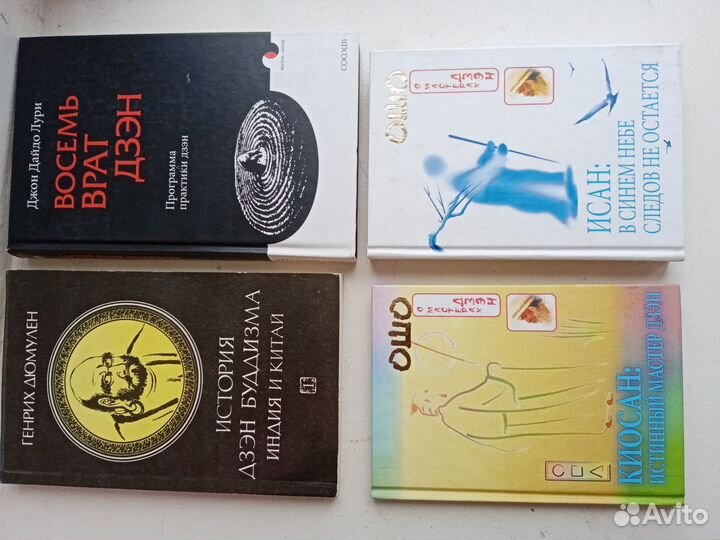 Джон Дайдо Лури
ВОСЕМЬ
ВРАТ
ДЗЭН
Программа
практики дзэн
СОФИЯ
ОШО
О МАСТЕРАХ
ДЗЭН
ИСАН:
В СИНЕМ НЕБЕ
СЛЕДОВ НЕ ОСТАЕТСЯ
ГЕНРИХ ДЮМУЛЕН
ИСТОРИЯ
ДЗЭН БУДДИЗМА
ИНДИЯ И КИТАЙ
ОШО
О МАСТЕРАХ
ДЗЭН
КИОСАН:
ИСТИННЫЙ МАСТЕР ДЗЭН
Avito